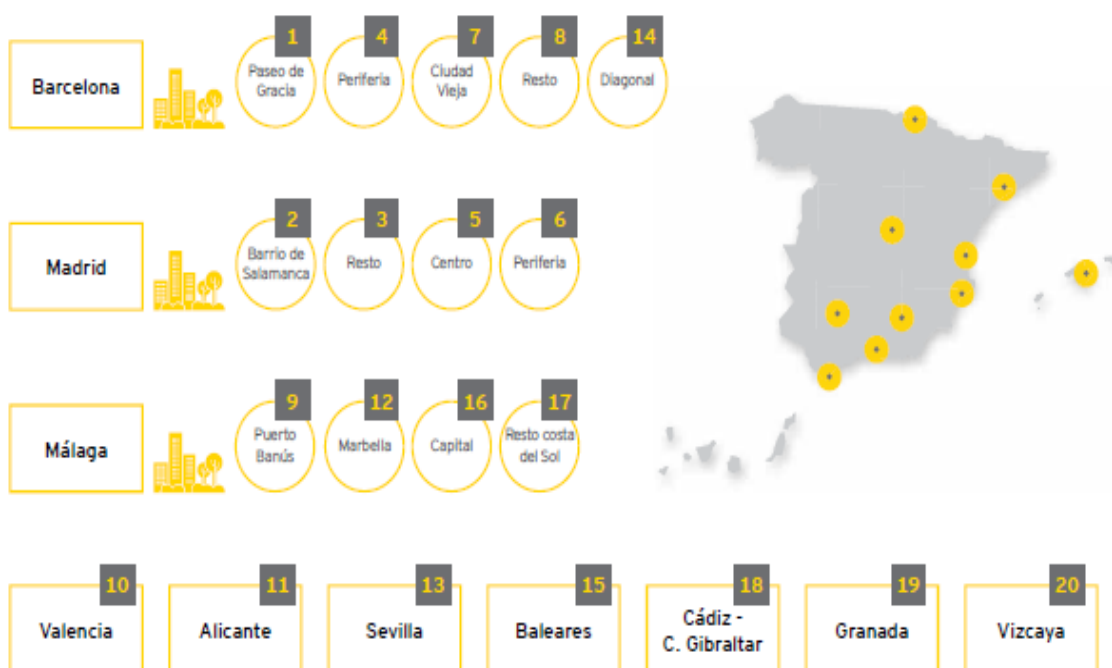 1
4
7
8
14
Barcelona
Paseo de
Gracia
Periferia
Ciudad
Vieja
Resto
Diagonal
2
3
5
6
Madrid
Barrio de
Salamanca
Resto
Centro
Periferia
9
12
16
17
Málaga
Puerto
Banús
Marbella
Capital
Resto costa
del Sol
10
11
13
15
18
19
20
Valencia
Alicante
Sevilla
Baleares
Cádiz -
C. Gibraltar
Granada
Vizcaya